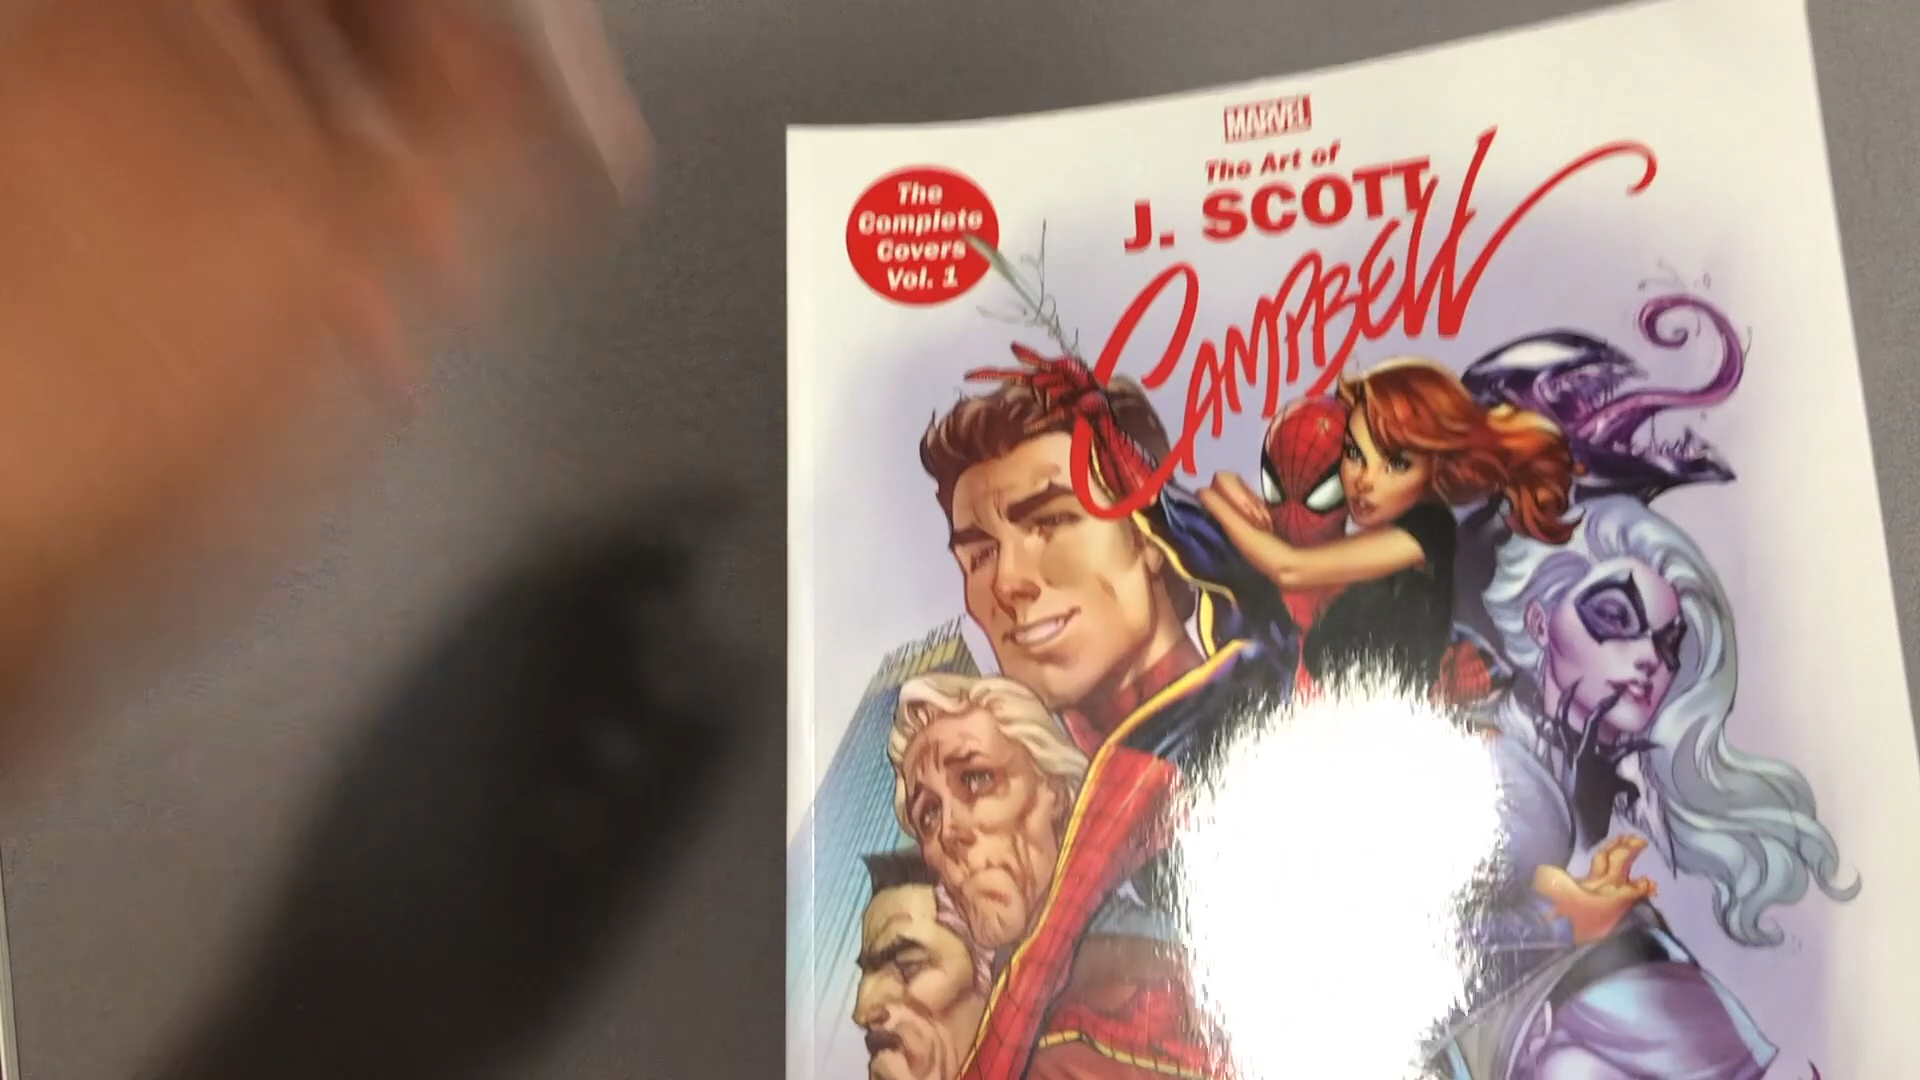 MARVEL
The Art of
J. SCOTT
CAMPBELL
The
Complete
Covers
Vol. 1